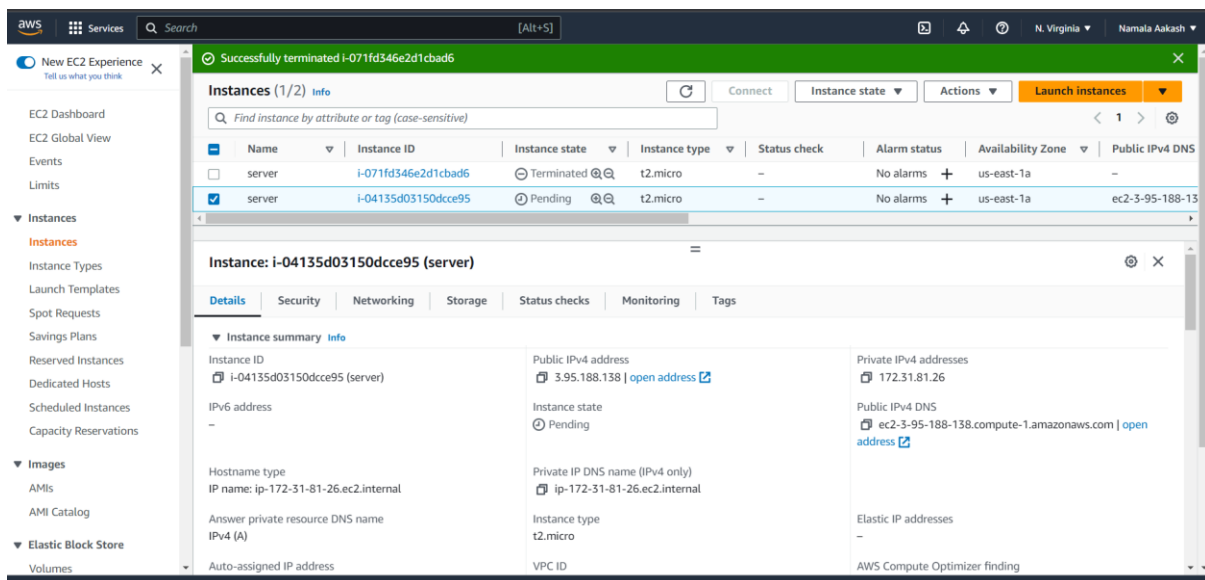 aws Services Search [Alt+S] N. Virginia Namala Aakash
New EC2 Experience
Tell us what you think
EC2 Dashboard
EC2 Global View
Events
Limits
Instances
Instances
Instance Types
Launch Templates
Spot Requests
Savings Plans
Reserved Instances
Dedicated Hosts
Scheduled Instances
Capacity Reservations
Images
AMIs
AMI Catalog
Elastic Block Store
Volumes
Successfully terminated i-071fd346e2d1cbad6
Instances (1/2) Info Connect Instance state Actions Launch instances
Find instance by attribute or tag (case-sensitive) 1
Name Instance ID Instance state Instance type Status check Alarm status Availability Zone Public IPv4 DNS
server i-071fd346e2d1cbad6 Terminated t2.micro – No alarms + us-east-1a –
server i-04135d03150dcce95 Pending t2.micro – No alarms + us-east-1a ec2-3-95-188-13
Instance: i-04135d03150dcce95 (server)
Details Security Networking Storage Status checks Monitoring Tags
Instance summary Info
Instance ID Public IPv4 address Private IPv4 addresses
i-04135d03150dcce95 (server) 3.95.188.138 | open address 172.31.81.26
IPv6 address Instance state Public IPv4 DNS
– Pending ec2-3-95-188-138.compute-1.amazonaws.com | open
address
Hostname type Private IP DNS name (IPv4 only)
IP name: ip-172-31-81-26.ec2.internal ip-172-31-81-26.ec2.internal
Answer private resource DNS name Instance type Elastic IP addresses
IPv4 (A) t2.micro –
Auto-assigned IP address VPC ID AWS Compute Optimizer finding